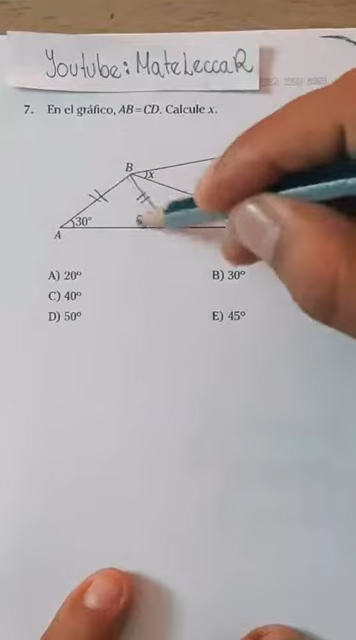 Youtube: MateLeccaR
7. En el gráfico, AB=CD. Calcule x.
B
x
30°
A
A) 20°
B) 30°
C) 40°
D) 50°
E) 45°